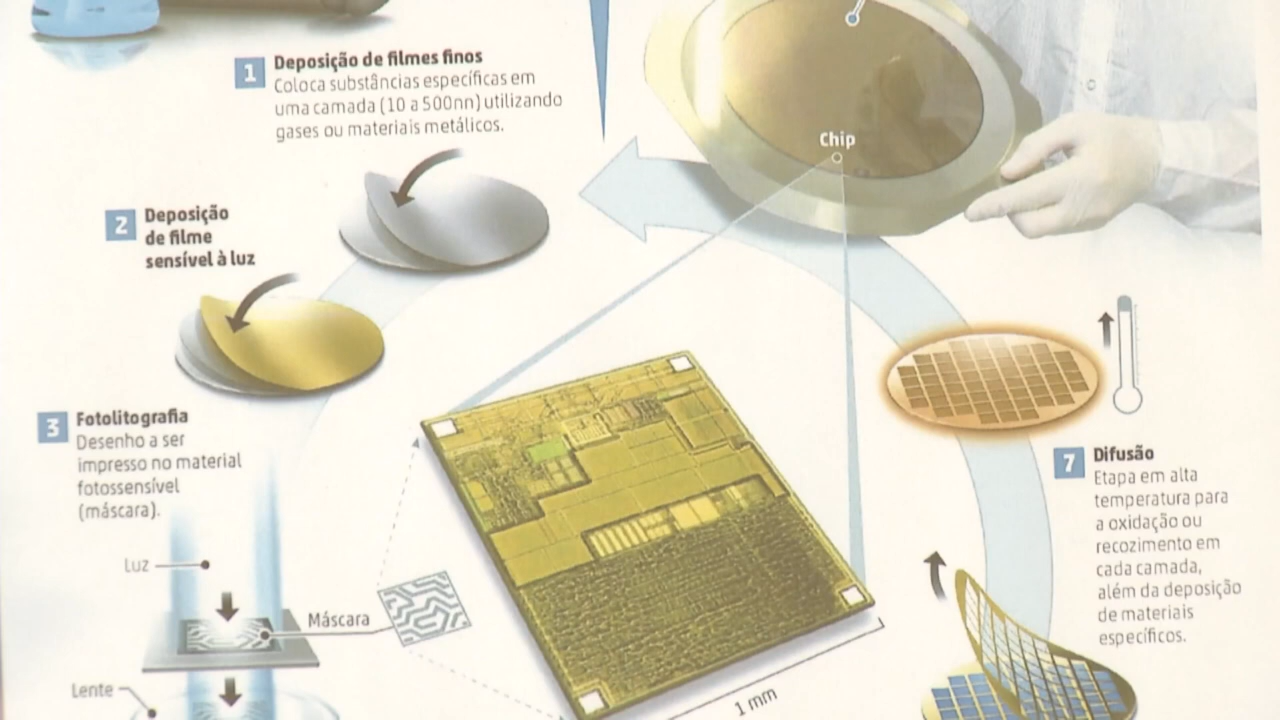 1
Deposição de filmes finos
Coloca substâncias específicas em
uma camada (10 a 500nn) utilizando
gases ou materiais metálicos.
Chip
2
Deposição
de filme
sensível à luz
3
Fotolitografia
Desenho a ser
impresso no material
fotossensível
(máscara).
Luz
Máscara
Lente
1 mm
7
Difusão
Etapa em alta
temperatura para
a oxidação ou
recozimento em
cada camada,
além da deposição
de materiais
específicos.